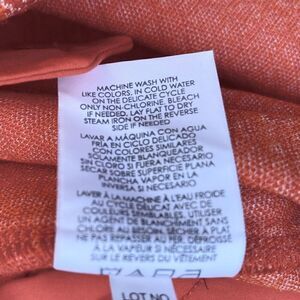 MACHINE WASH WITH
LIKE COLORS, IN COLD WATER
ON THE DELICATE CYCLE
ONLY NON-CHLORINE, BLEACH
IF NEEDED, LAY FLAT TO DRY
STEAM IRON ON THE REVERSE
SIDE IF NEEDED
LAVAR A MÁQUINA CON AGUA
FRÍA EN CICLO DELICADO
CON COLORES SIMILARES
SOLAMENTE BLANQUEADOR
SIN CLORO SI FUERA NECESARIO
SÉCAR SOBRE SUPERFICIE PLANA
PLANCHA, VAPOR EN LA
INVERSA SI NECESARIO
LAVER À LA MACHINE À L'EAU FROIDE
AU CYCLE DÉLICAT AVEC DE
COULEURS SEMBLABLES. UTILISER
UN AGENT DE BLANCHIMENT SANS
CHLORE AU BESOIN, SÉCHER À PLAT
NE PAS REPASSER AU FER, DÉFROISSÉ
À LA VAPEUR SI NÉCESSAIRE
SUR LE REVERS DU VÊTEMENT
LOT NO